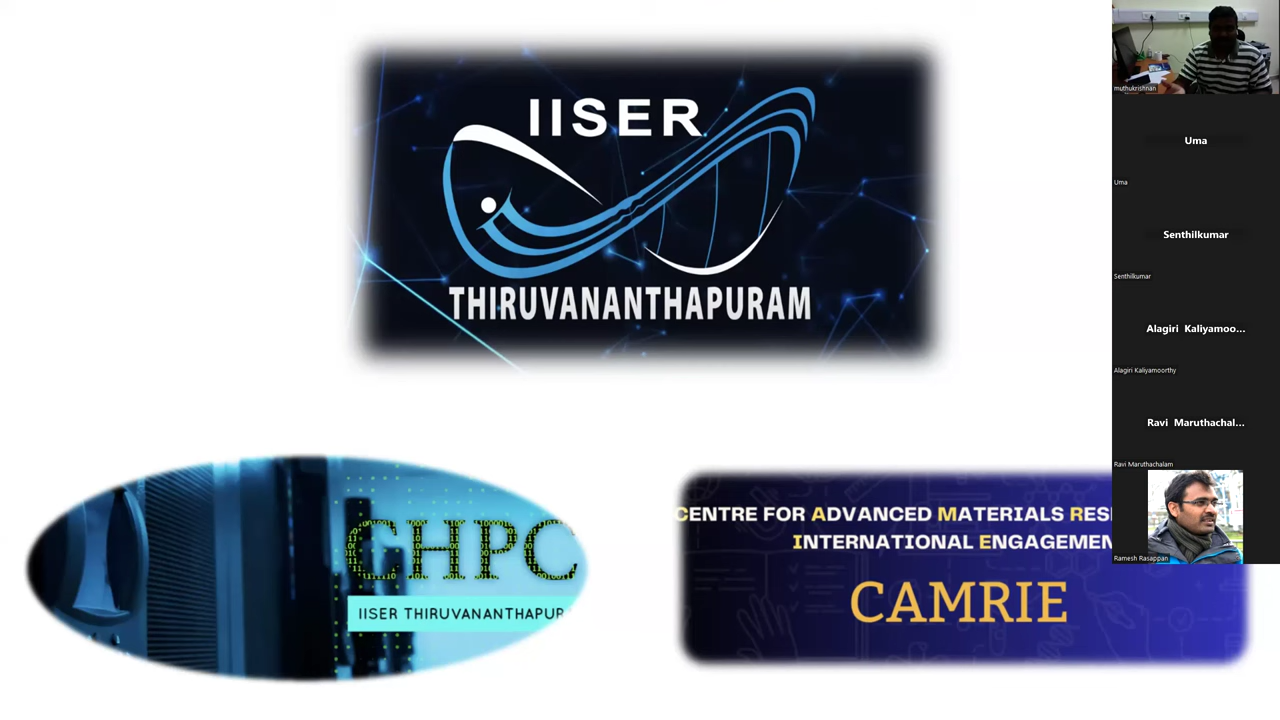 IISER
THIRUVANANTHAPURAM
CHPC
IISER THIRUVANANTHAPUR
CENTRE FOR ADVANCED MATERIALS RES
INTERNATIONAL ENGAGEMEN
CAMRIE
muthukrishnan
Uma
Uma
Senthilkumar
Senthilkumar
Alagiri Kaliyamoo...
Alagiri Kaliyamoorthy
Ravi Maruthachal...
Ravi Maruthachalam
Ramesh Rasappan